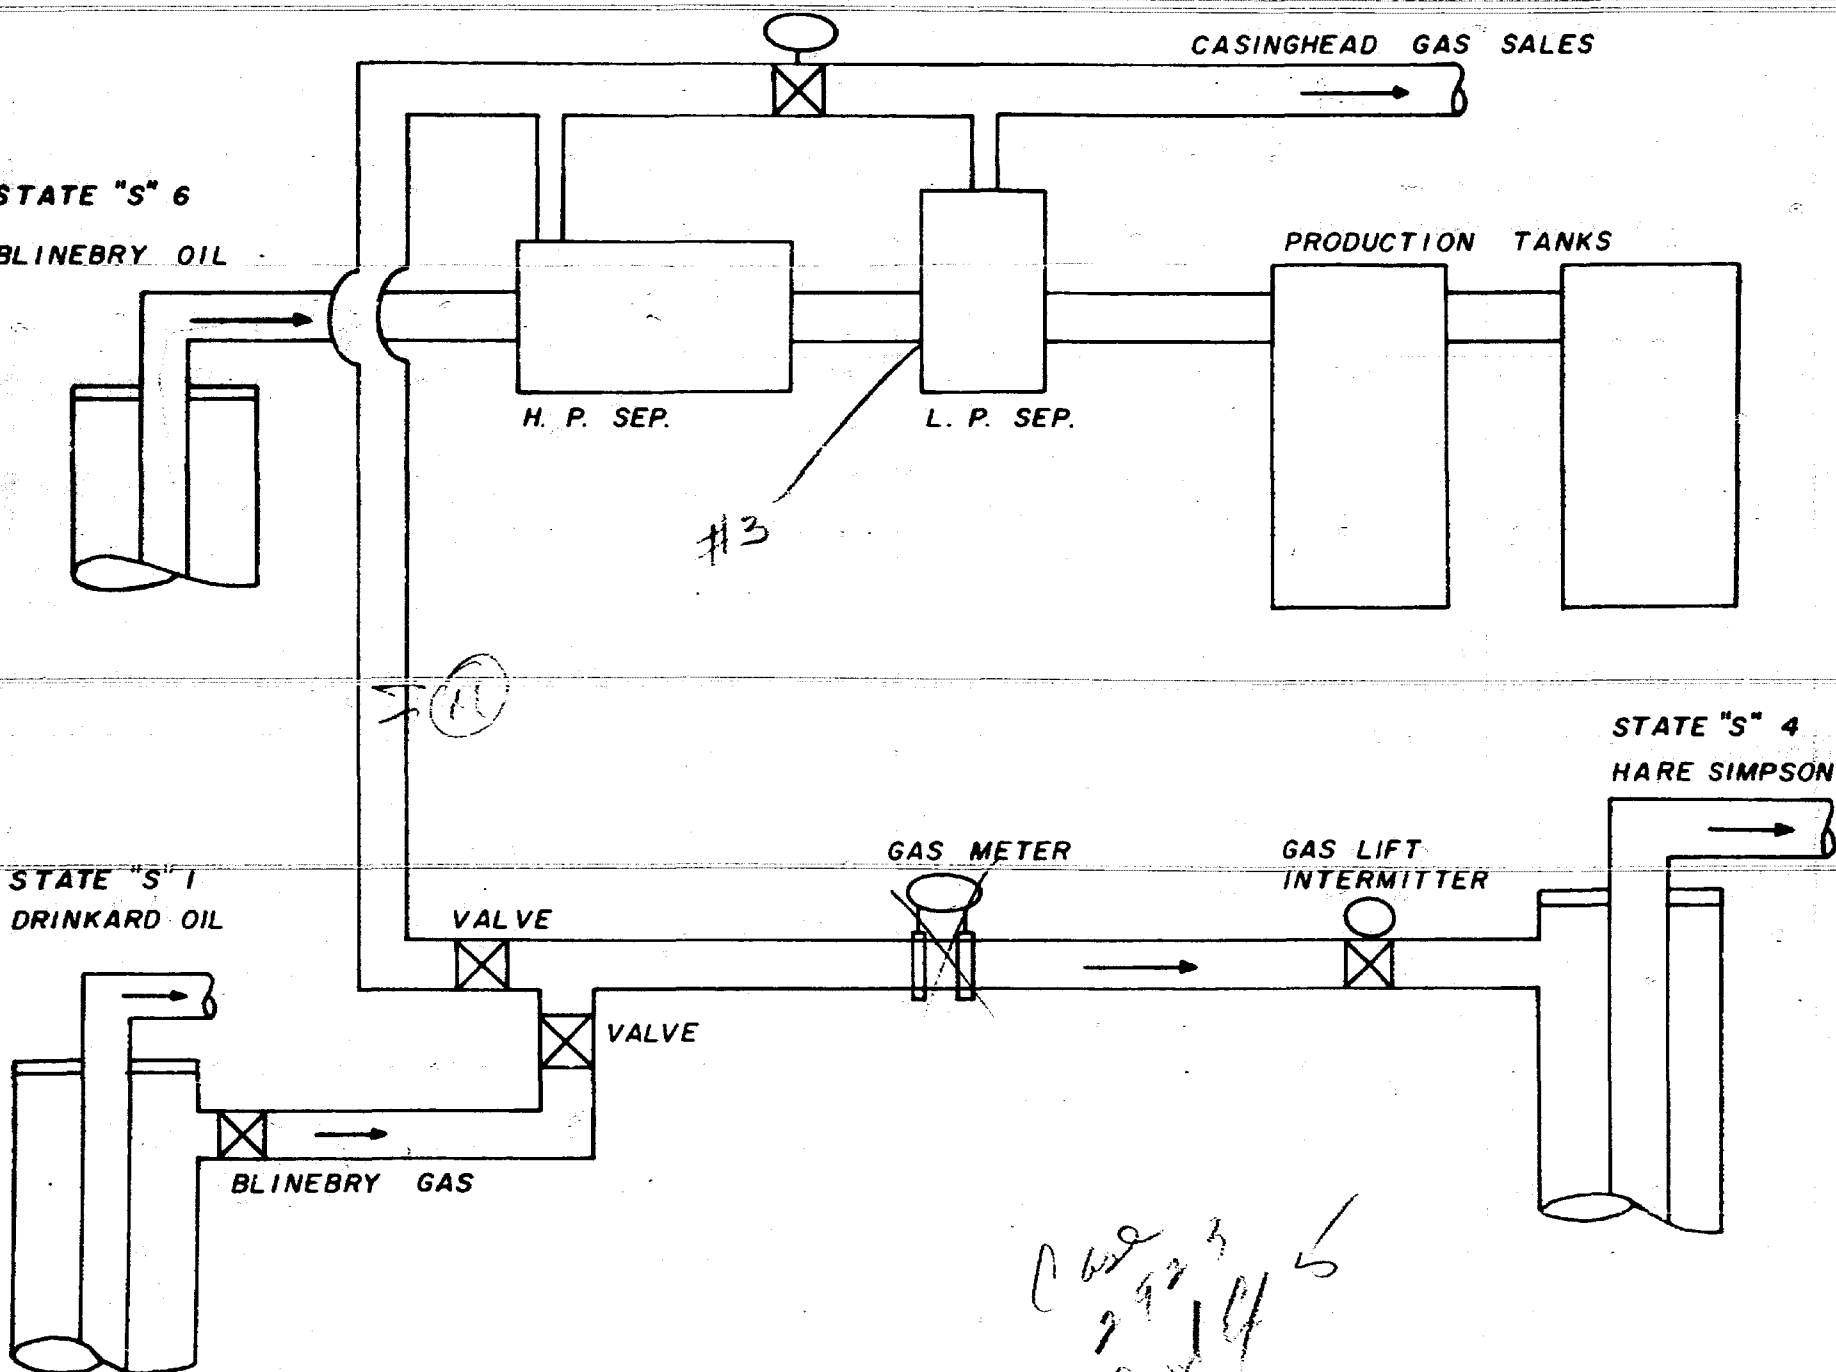 CASINGHEAD GAS SALES
STATE "S" 6
BLINEBRY OIL
PRODUCTION TANKS
H. P. SEP.
L. P. SEP.
#3
STATE "S" 4
HARE SIMPSON
GAS METER
GAS LIFT
INTERMITTER
STATE "S" 1
DRINKARD OIL
VALVE
VALVE
BLINEBRY GAS
Case